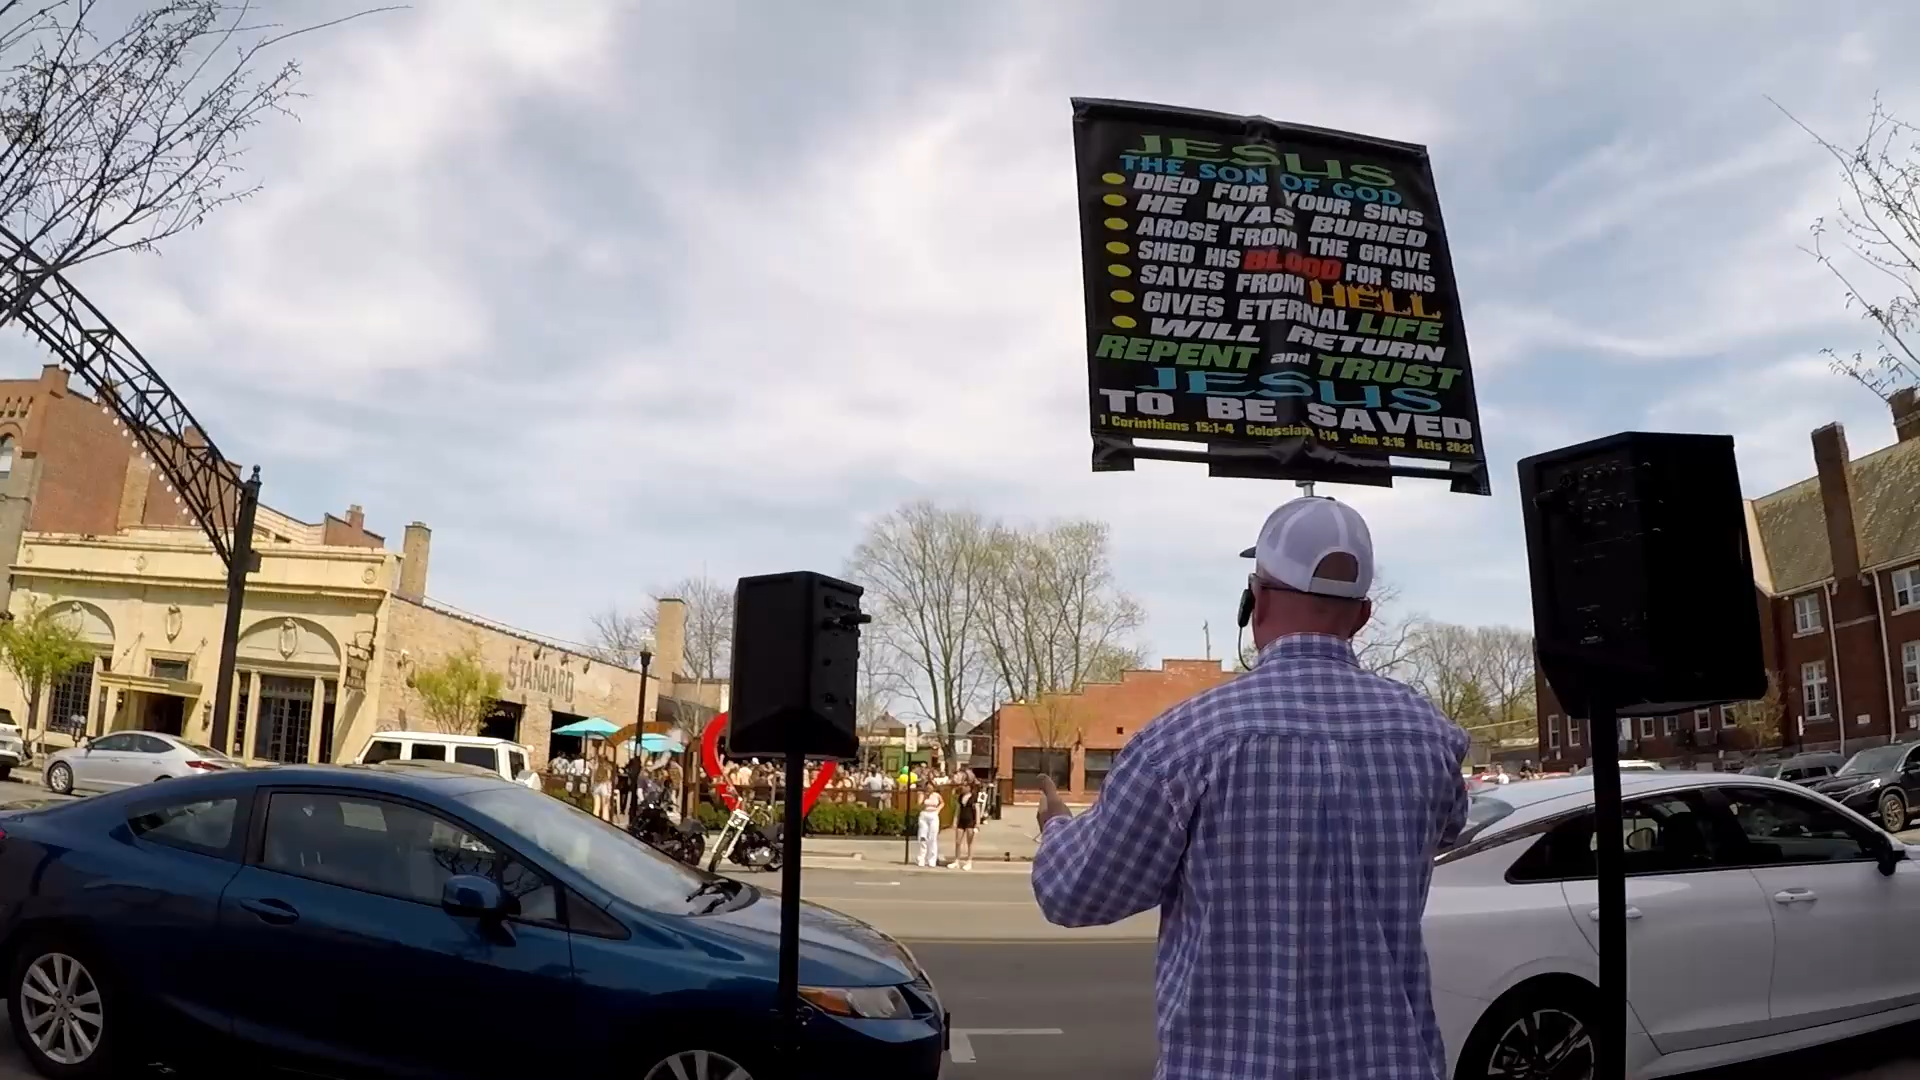 JESUS
THE SON OF GOD
DIED FOR YOUR SINS
HE WAS BURIED
AROSE FROM THE GRAVE
SHED HIS BLOOD FOR SINS
SAVES FROM HELL
GIVES ETERNAL LIFE
WILL RETURN
REPENT and TRUST
JESUS
TO BE SAVED
1 Corinthians 15:1-4 1:14 John 3:16 Acts 20:21
STANDARD